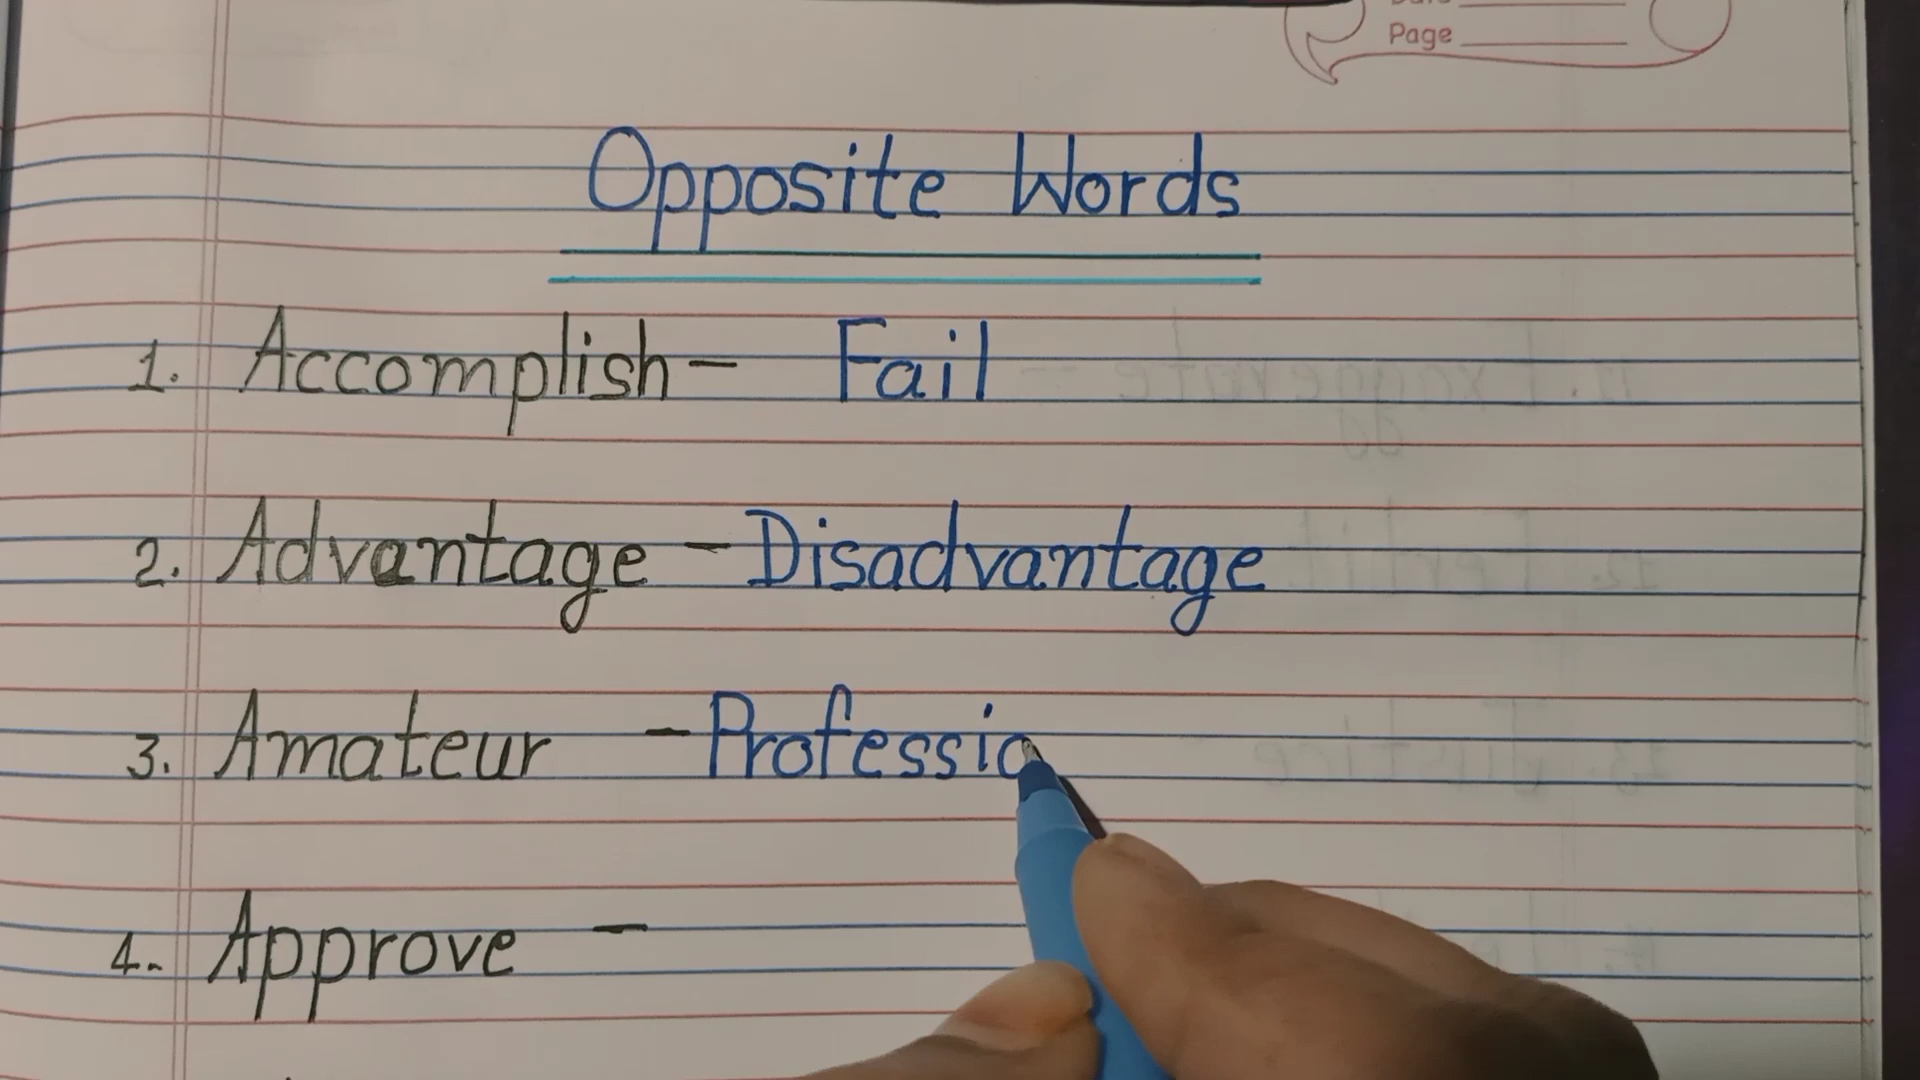 Page
Opposite Words
1. Accomplish - Fail
2. Advantage - Disadvantage
3. Amateur - Professio
4. Approve -